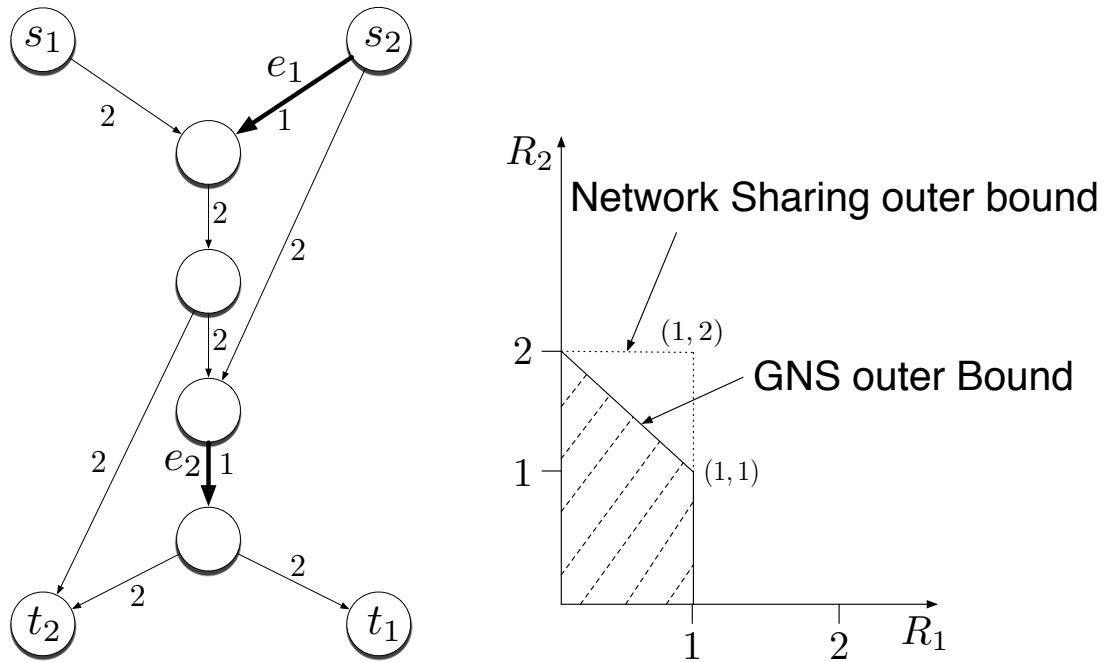 s₁
s₂
e₁
2
1
2
2
2
e₂
1
2
2
2
t₂
t₁
R₂
Network Sharing outer bound
(1, 2)
2
GNS outer Bound
1
(1, 1)
1
2
R₁